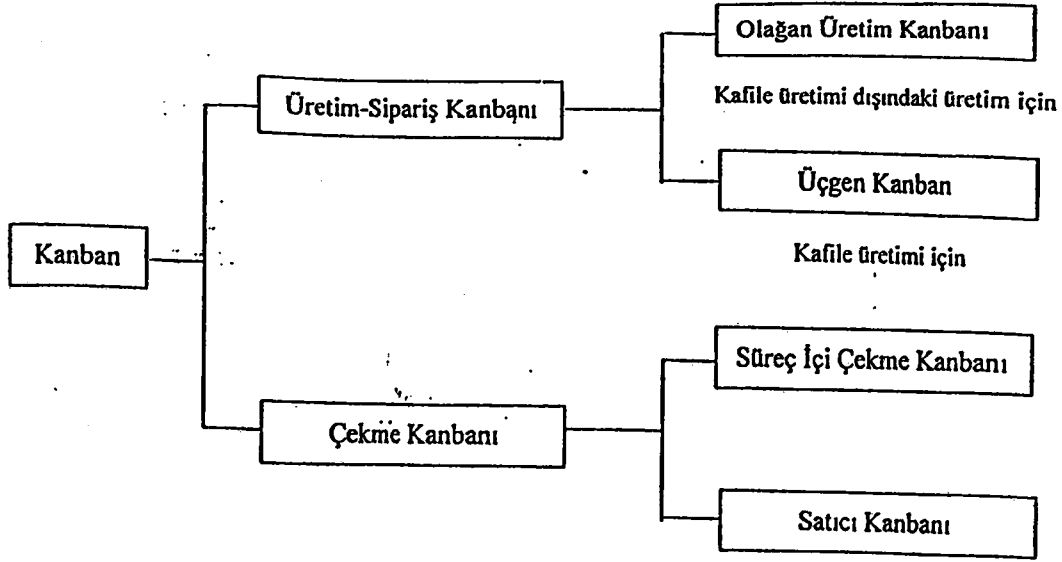 Olağan Üretim Kanbanı
Üretim-Sipariş Kanbanı
Kafile üretimi dışındaki üretim için
Üçgen Kanban
Kanban
Kafile üretimi için
Süreç İçi Çekme Kanbanı
Çekme Kanbanı
Satıcı Kanbanı